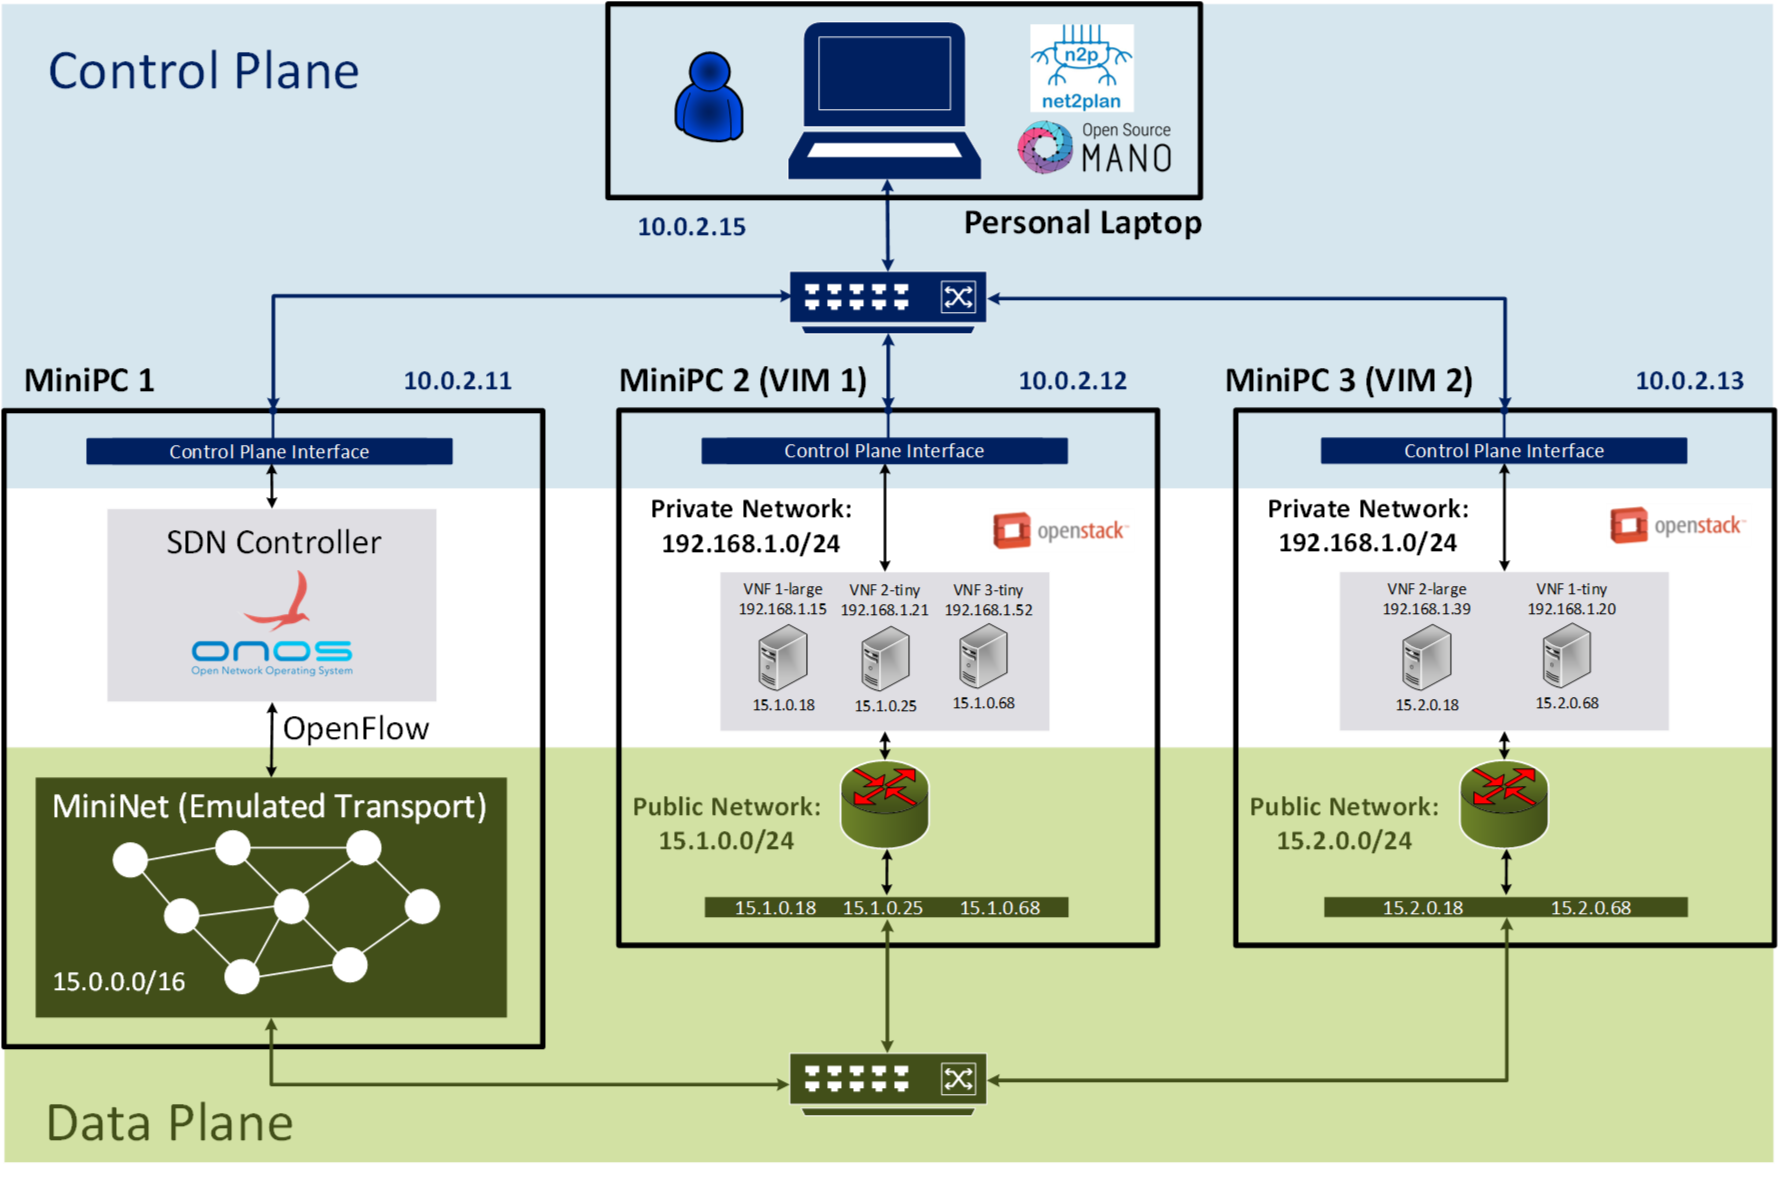 Control Plane
n2p
net2plan
Open Source
MANO
10.0.2.15
Personal Laptop
MiniPC 1
10.0.2.11
MiniPC 2 (VIM 1)
10.0.2.12
MiniPC 3 (VIM 2)
10.0.2.13
Control Plane Interface
Control Plane Interface
Control Plane Interface
SDN Controller
onos
Open Network Operating System
OpenFlow
MiniNet (Emulated Transport)
15.0.0.0/16
Private Network:
192.168.1.0/24
openstack™
VNF 1-large
192.168.1.15
15.1.0.18
VNF 2-tiny
192.168.1.21
15.1.0.25
VNF 3-tiny
192.168.1.52
15.1.0.68
Public Network:
15.1.0.0/24
15.1.0.18 15.1.0.25 15.1.0.68
Private Network:
192.168.1.0/24
openstack™
VNF 2-large
192.168.1.39
15.2.0.18
VNF 1-tiny
192.168.1.20
15.2.0.68
Public Network:
15.2.0.0/24
15.2.0.18 15.2.0.68
Data Plane